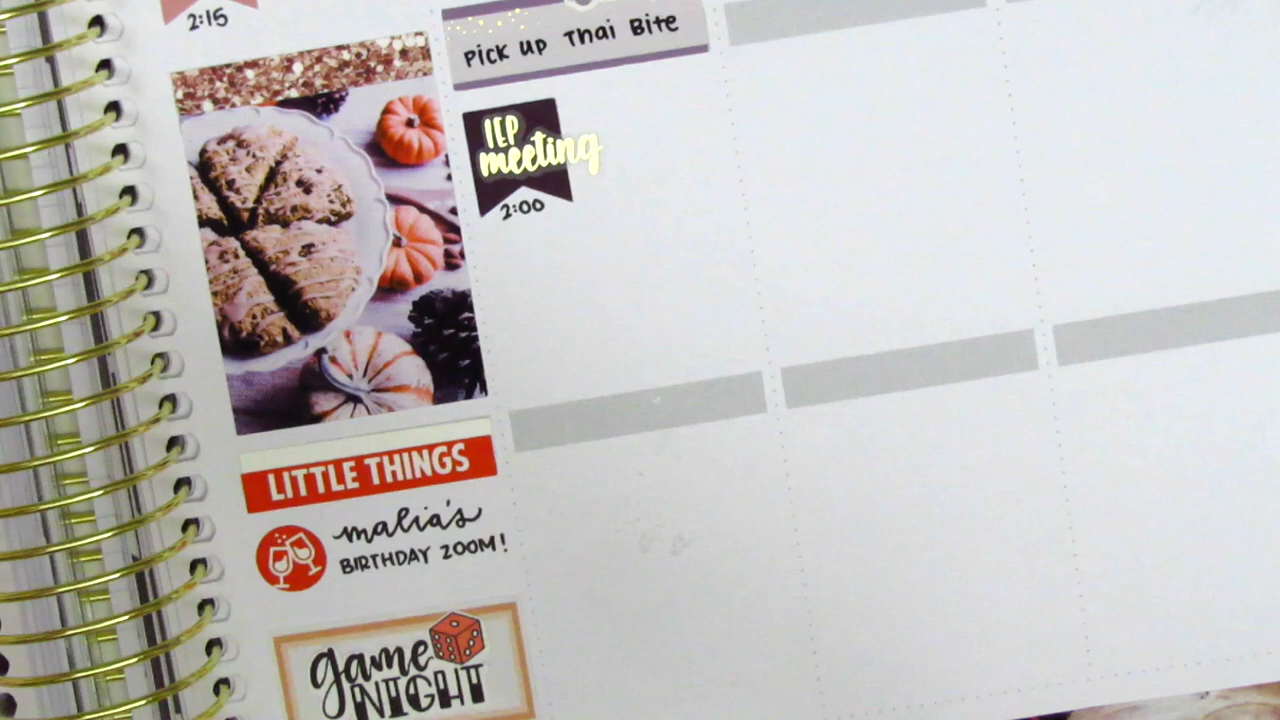 2:15
Pick up Thai Bite
IEP
meeting
2:00
LITTLE THINGS
malia's
BIRTHDAY ZOOM!
game
NIGHT